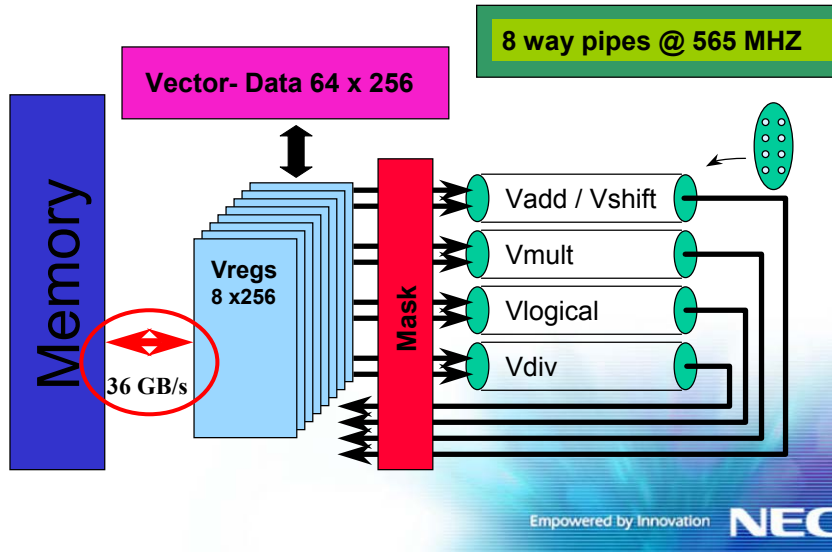 8 way pipes @ 565 MHZ
Vector- Data 64 x 256
Memory
36 GB/s
Vregs
8 x256
Mask
Vadd / Vshift
Vmult
Vlogical
Vdiv
Empowered by Innovation NEC